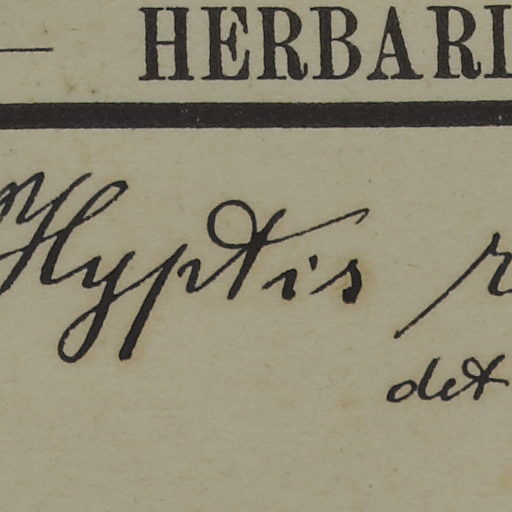 HERBARI
Hyptis r
det